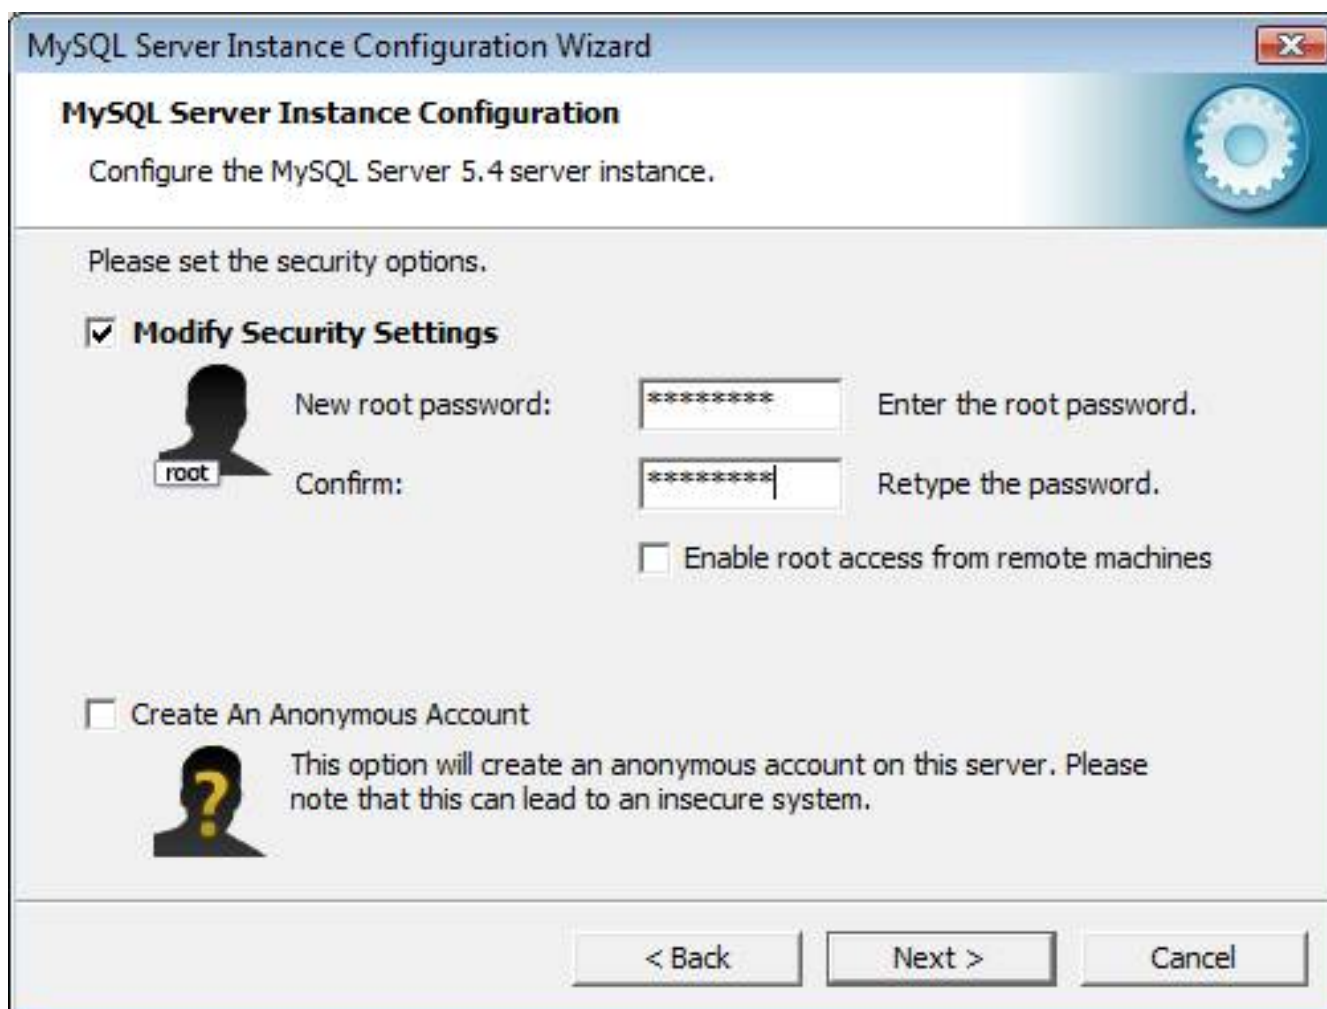 MySQL Server Instance Configuration Wizard
MySQL Server Instance Configuration
Configure the MySQL Server 5.4 server instance.
Please set the security options.
Modify Security Settings
New root password: ******** Enter the root password.
root
Confirm: ******** Retype the password.
Enable root access from remote machines
Create An Anonymous Account
This option will create an anonymous account on this server. Please
note that this can lead to an insecure system.
?
< Back Next > Cancel